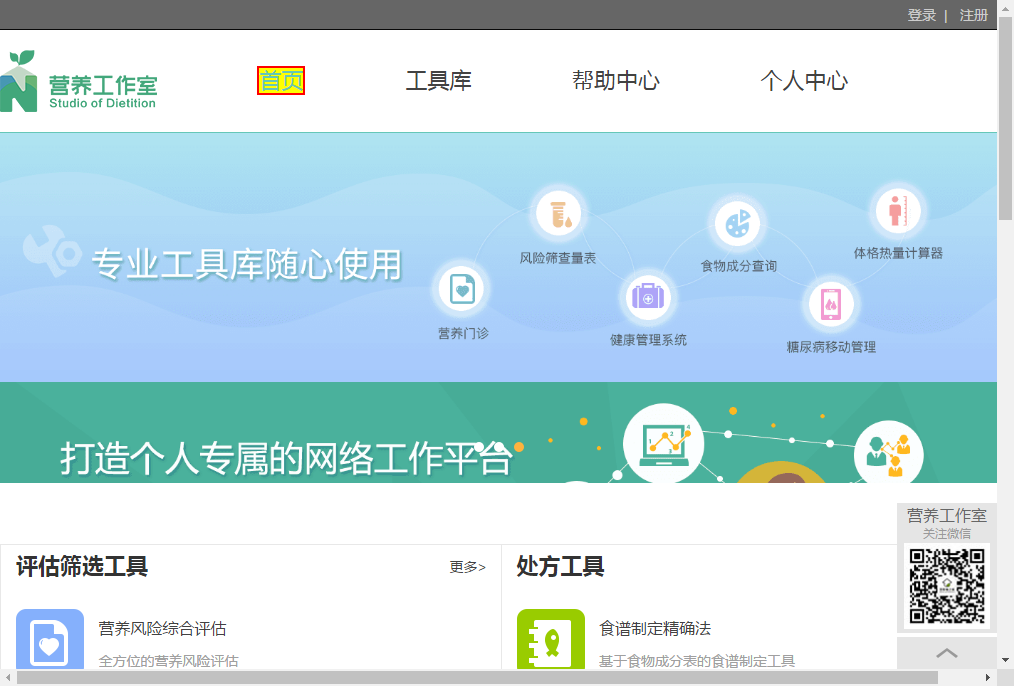 登录 | 注册
营养工作室
Studio of Dietition
首页 工具库 帮助中心 个人中心
专业工具库随心使用
营养门诊
风险筛查量表
健康管理系统
食物成分查询
糖尿病移动管理
体格热量计算器
打造个人专属的网络工作平台
营养工作室
关注微信
评估筛选工具 更多>
营养风险综合评估
全方位的营养风险评估
处方工具
食谱制定精确法
基于食物成分表的食谱制定工具